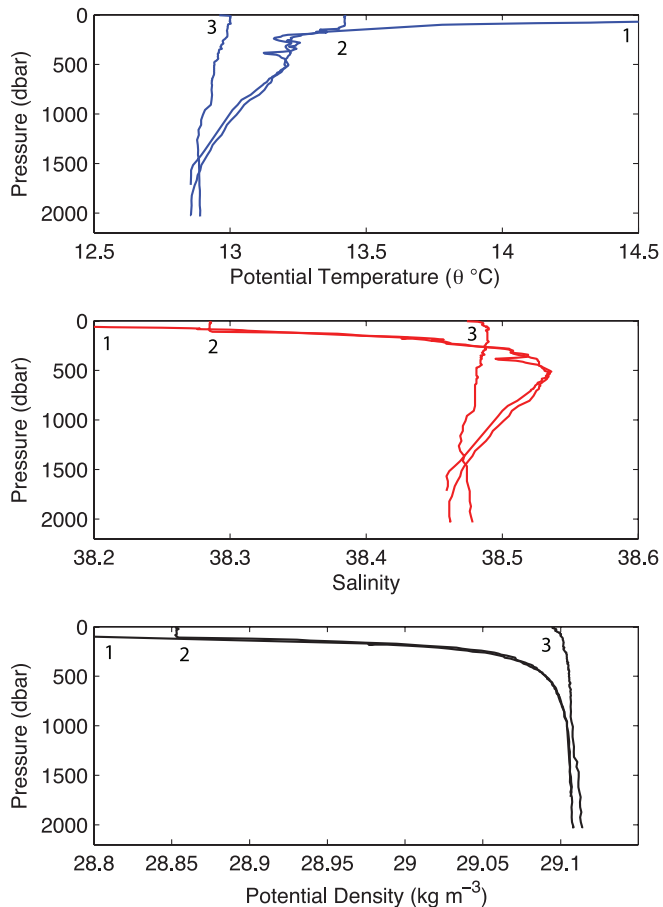 0
500
1000
1500
2000
Pressure (dbar)
3
2
1
12.5 13 13.5 14 14.5
Potential Temperature (θ °C)
0
500
1000
1500
2000
Pressure (dbar)
1
2
3
38.2 38.3 38.4 38.5 38.6
Salinity
0
500
1000
1500
2000
Pressure (dbar)
1
2
3
28.8 28.85 28.9 28.95 29 29.05 29.1
Potential Density (kg m⁻³)